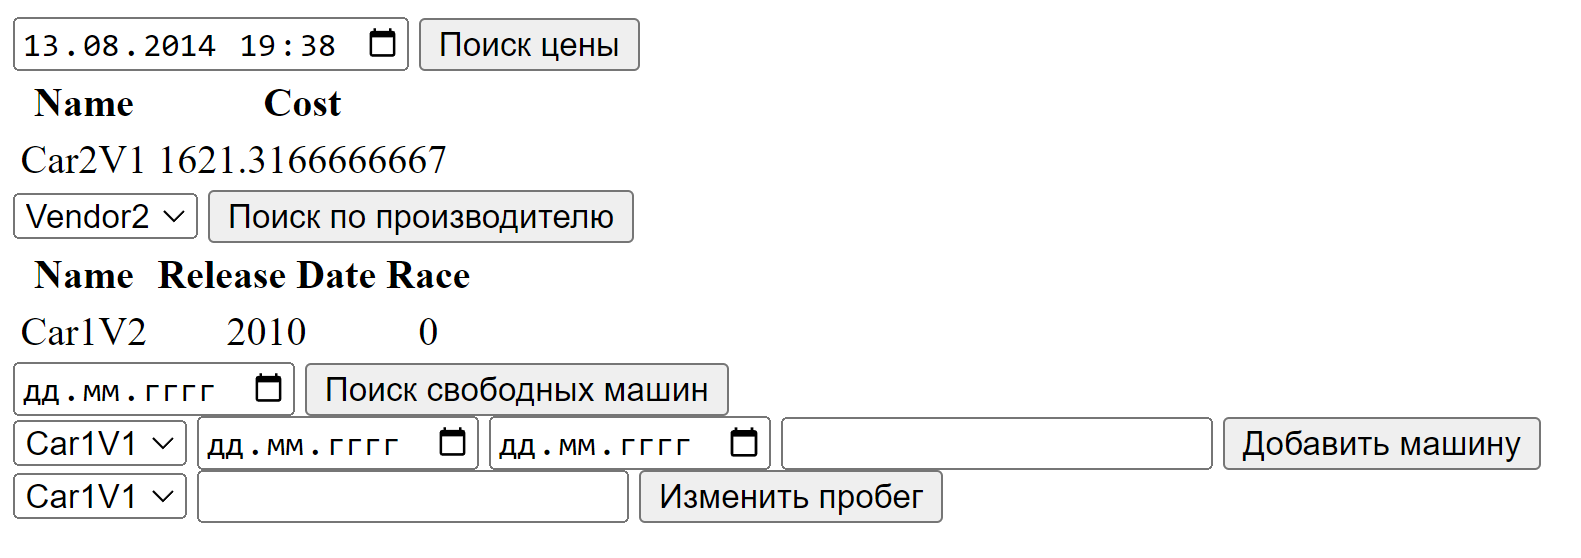 13.08.2014 19:38 Поиск цены
Name Cost
Car2V1 1621.3166666667
Vendor2 Поиск по производителю
Name Release Date Race
Car1V2 2010 0
дд.мм.гггг Поиск свободных машин
Car1V1 дд.мм.гггг дд.мм.гггг Добавить машину
Car1V1 Изменить пробег